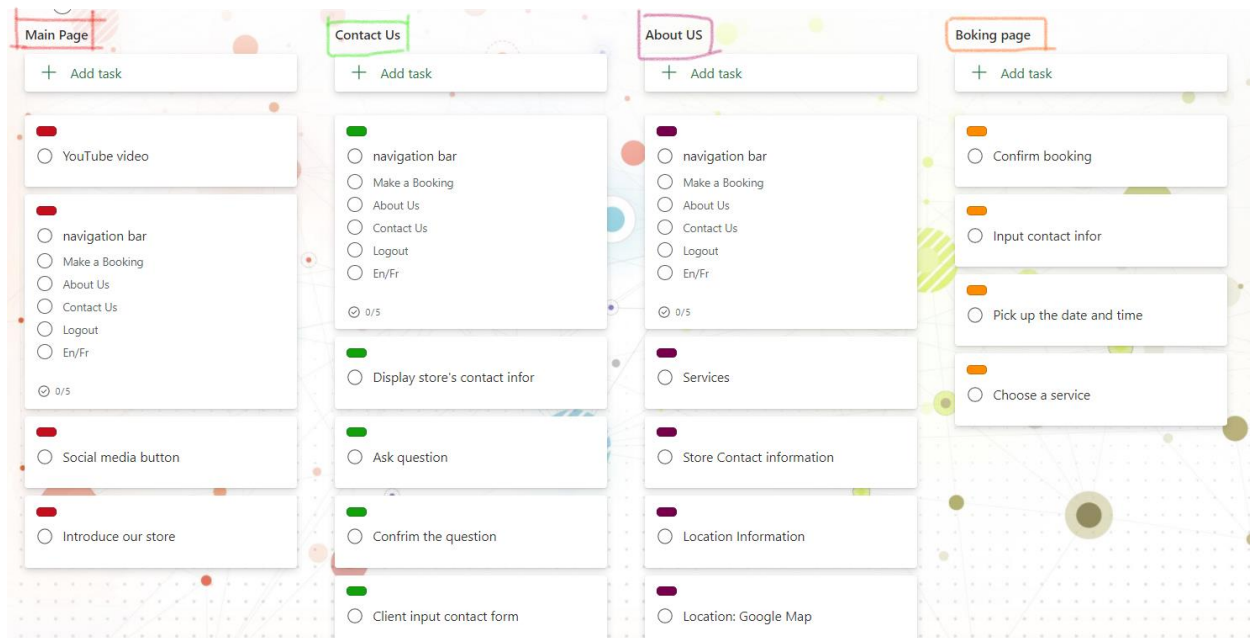 Main Page
+ Add task
YouTube video
navigation bar
Make a Booking
About Us
Contact Us
Logout
En/Fr
0/5
Social media button
Introduce our store
Contact Us
+ Add task
navigation bar
Make a Booking
About Us
Contact Us
Logout
En/Fr
0/5
Display store's contact infor
Ask question
Confrim the question
Client input contact form
About US
+ Add task
navigation bar
Make a Booking
About Us
Contact Us
Logout
En/Fr
0/5
Services
Store Contact information
Location Information
Location: Google Map
Boking page
+ Add task
Confirm booking
Input contact infor
Pick up the date and time
Choose a service